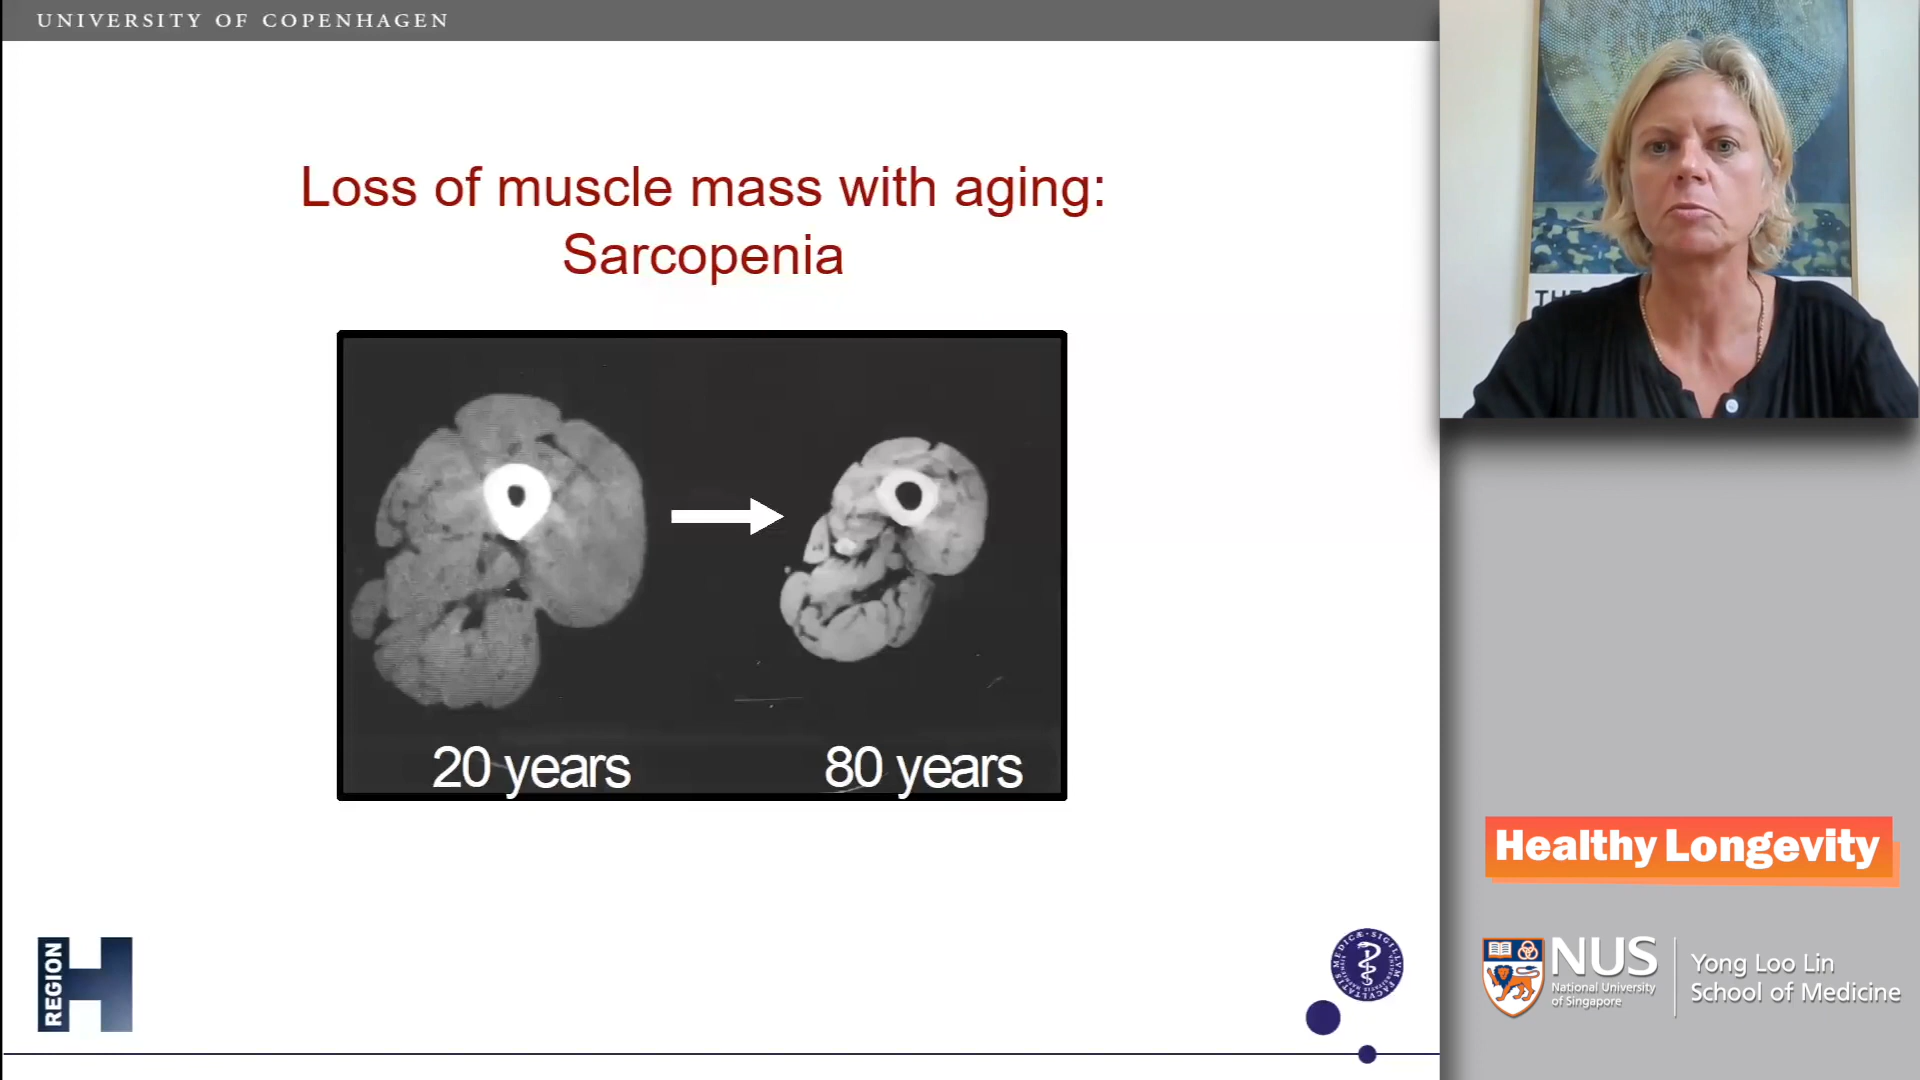 UNIVERSITY OF COPENHAGEN
Loss of muscle mass with aging:
Sarcopenia
20 years
80 years
REGION
Healthy Longevity
NUS
National University
of Singapore
Yong Loo Lin
School of Medicine